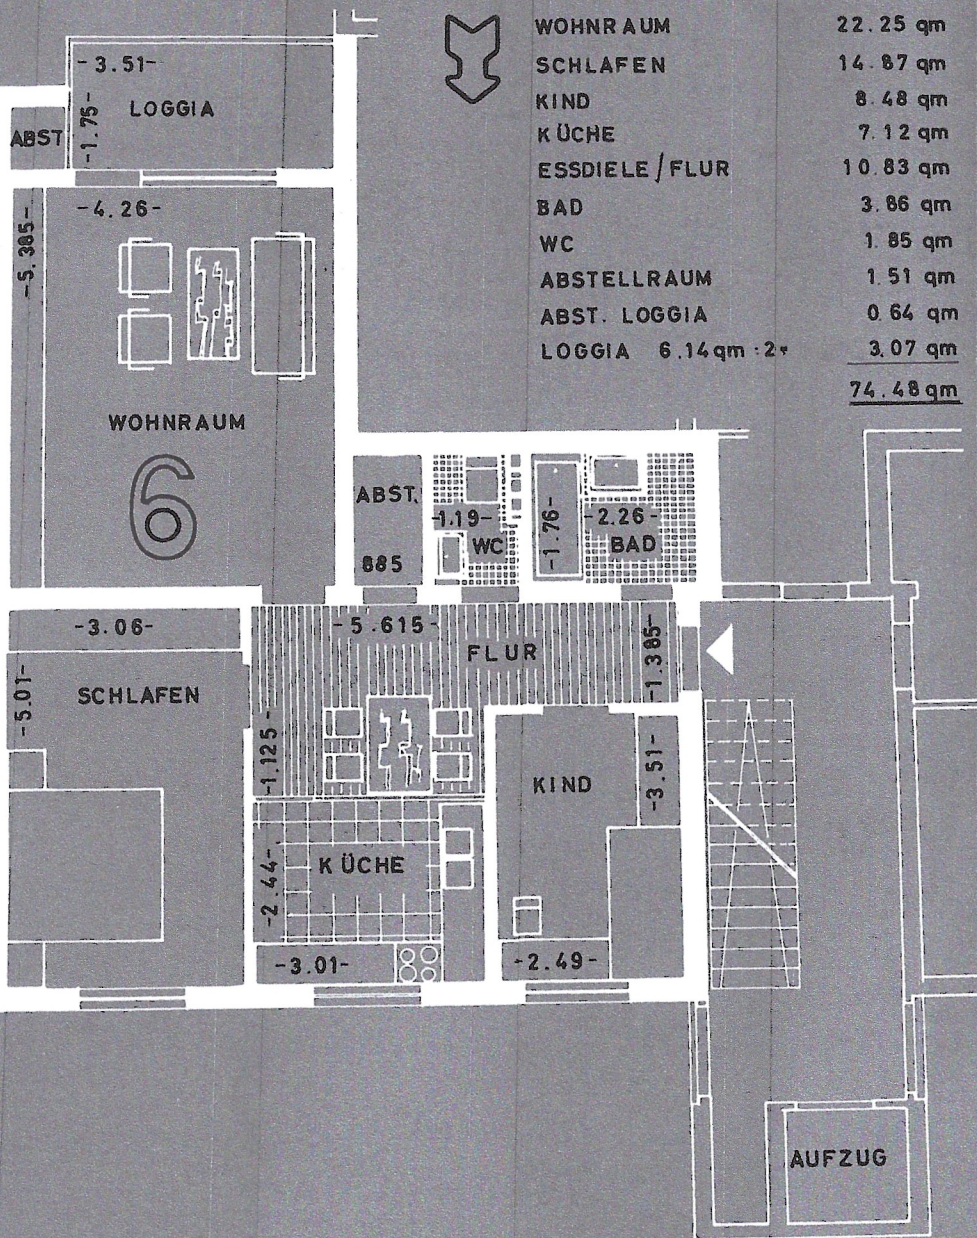 WOHNRAUM 22.25 qm
SCHLAFEN 14.87 qm
KIND 8.48 qm
KÜCHE 7.12 qm
ESSDIELE/FLUR 10.83 qm
BAD 3.86 qm
WC 1.85 qm
ABSTELLRAUM 1.51 qm
ABST. LOGGIA 0.64 qm
LOGGIA 6.14qm :2= 3.07 qm
74.48qm
-3.51-
LOGGIA
-1.75-
ABST
-4.26-
-5.385-
WOHNRAUM
6
ABST.
885
-1.19-
WC
-1.76-
-2.26-
BAD
-3.06-
-5.615-
FLUR
-1.385-
SCHLAFEN
-5.01-
-1.125-
KIND
-3.51-
KÜCHE
-2.44-
-3.01-
-2.49-
AUFZUG